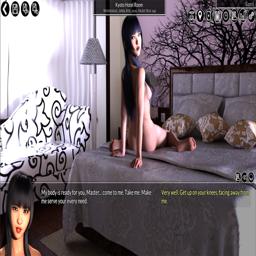 Kyoto Hotel Room
My body is ready for you, Master... come to me. Take me. Make
me serve your every need.
Very well. Get up on your knees, facing away from
me.